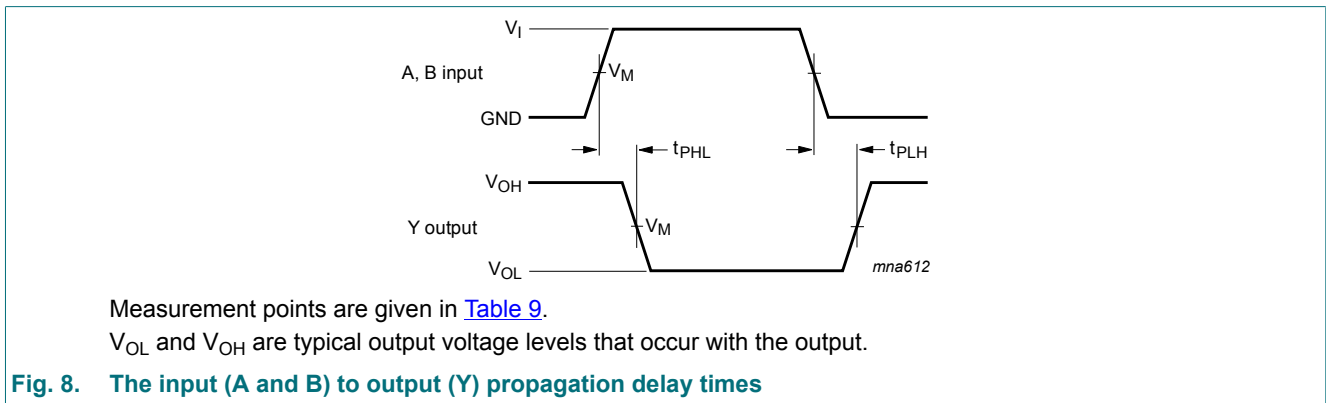 V_I
A, B input
V_M
GND
t_PHL
t_PLH
V_OH
Y output
V_M
V_OL
mna612
Measurement points are given in Table 9.
V_OL and V_OH are typical output voltage levels that occur with the output.
Fig. 8. The input (A and B) to output (Y) propagation delay times